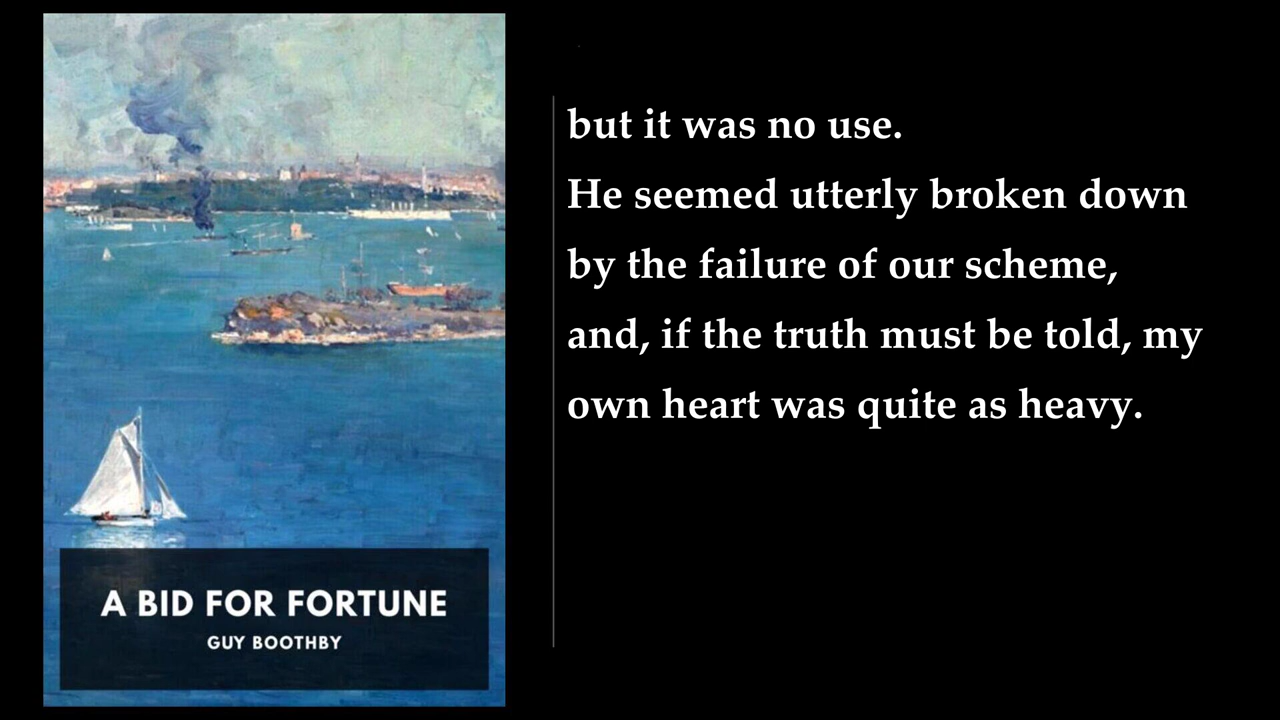 but it was no use.
He seemed utterly broken down
by the failure of our scheme,
and, if the truth must be told, my
own heart was quite as heavy.
A BID FOR FORTUNE
GUY BOOTHBY